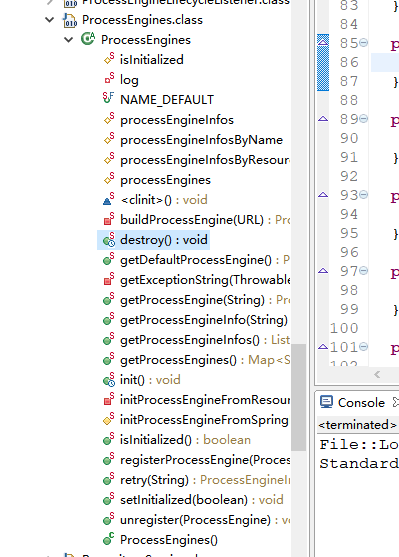 ProcessEngineLifecycleListener.class
ProcessEngines.class
ProcessEngines
isInitialized
log
NAME_DEFAULT
processEngineInfos
processEngineInfosByName
processEngineInfosByResour
processEngines
<clinit>() : void
buildProcessEngine(URL) : Pro
destroy() : void
getDefaultProcessEngine() : P
getExceptionString(Throwable
getProcessEngine(String) : Pro
getProcessEngineInfo(String) :
getProcessEngineInfos() : List
getProcessEngines() : Map<S
init() : void
initProcessEngineFromResour
initProcessEngineFromSpring
isInitialized() : boolean
registerProcessEngine(Proces
retry(String) : ProcessEngineIn
setInitialized(boolean) : void
unregister(ProcessEngine) : vo
ProcessEngines()
83 }
84
85 p
86
87 }
88
89 p
90
91 }
92
93 p
94
95 }
96
97 p
98
99 }
100
101 p
102
Console
<terminated>
File::Lo
Standard